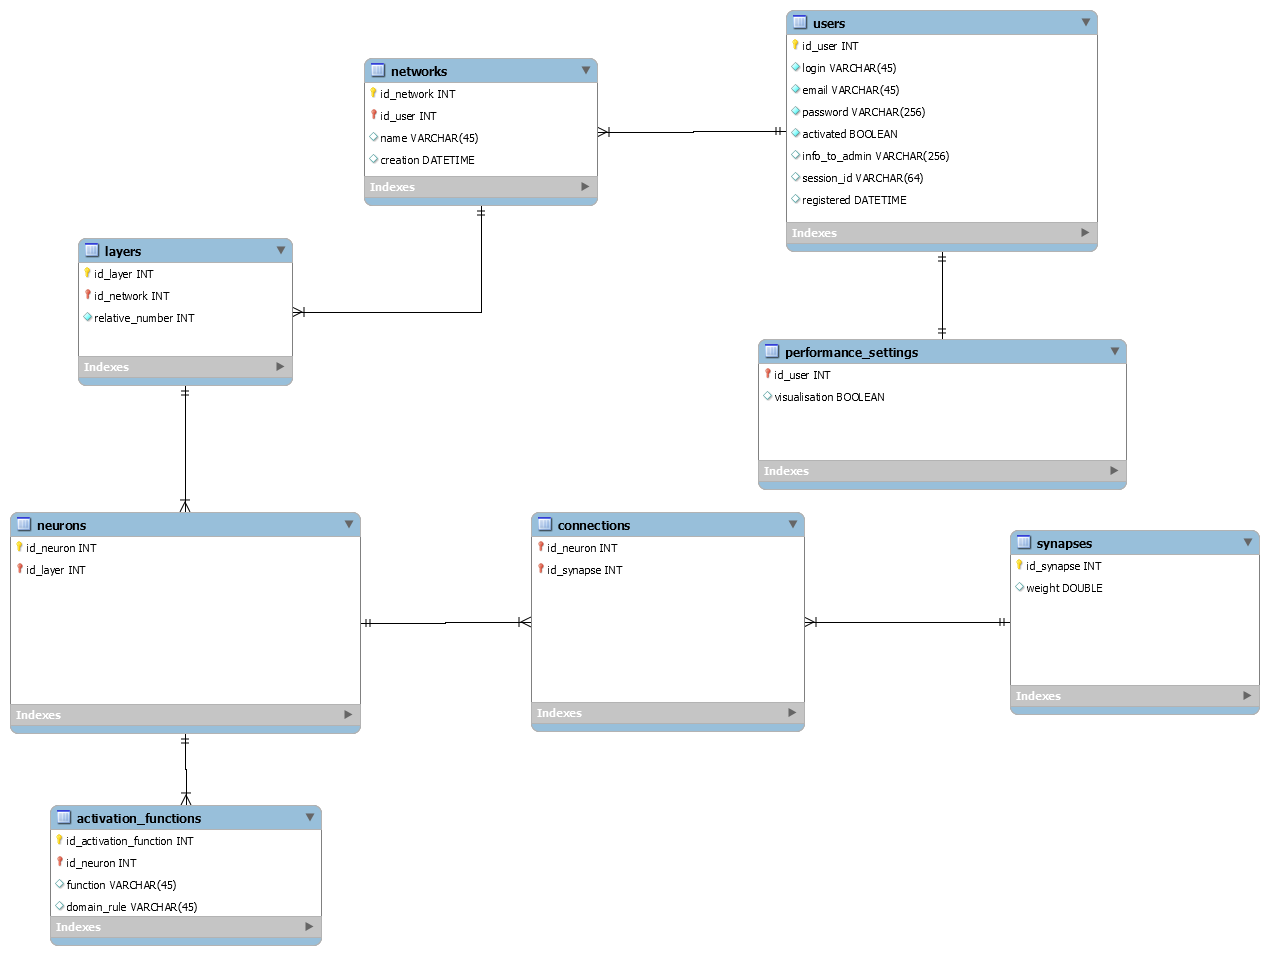 users
id_user INT
login VARCHAR(45)
email VARCHAR(45)
password VARCHAR(256)
activated BOOLEAN
info_to_admin VARCHAR(256)
session_id VARCHAR(64)
registered DATETIME
Indexes
networks
id_network INT
id_user INT
name VARCHAR(45)
creation DATETIME
Indexes
layers
id_layer INT
id_network INT
relative_number INT
Indexes
performance_settings
id_user INT
visualisation BOOLEAN
Indexes
neurons
id_neuron INT
id_layer INT
Indexes
connections
id_neuron INT
id_synapse INT
Indexes
synapses
id_synapse INT
weight DOUBLE
Indexes
activation_functions
id_activation_function INT
id_neuron INT
function VARCHAR(45)
domain_rule VARCHAR(45)
Indexes